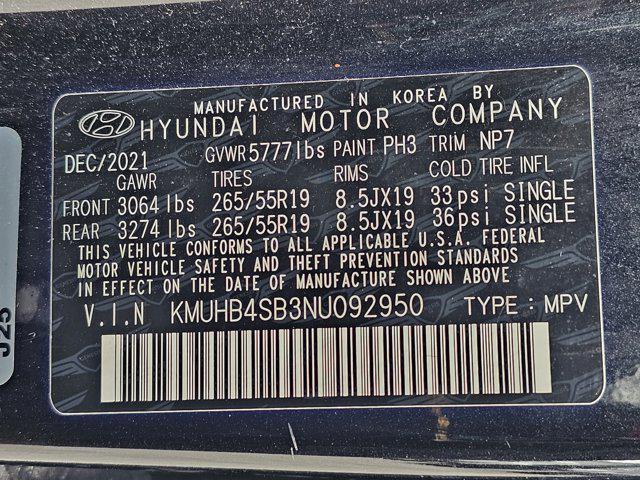 MANUFACTURED IN KOREA BY
HYUNDAI MOTOR COMPANY
DEC/2021 GVWR 5777 lbs PAINT PH3 TRIM NP7
GAWR TIRES RIMS COLD TIRE INFL
FRONT 3064 lbs 265/55R19 8.5JX19 33psi SINGLE
REAR 3274 lbs 265/55R19 8.5JX19 36psi SINGLE
THIS VEHICLE CONFORMS TO ALL APPLICABLE U.S.A. FEDERAL
MOTOR VEHICLE SAFETY AND THEFT PREVENTION STANDARDS
IN EFFECT ON THE DATE OF MANUFACTURE SHOWN ABOVE
V.I.N KMUHB4SB3NU092950 TYPE : MPV
J25